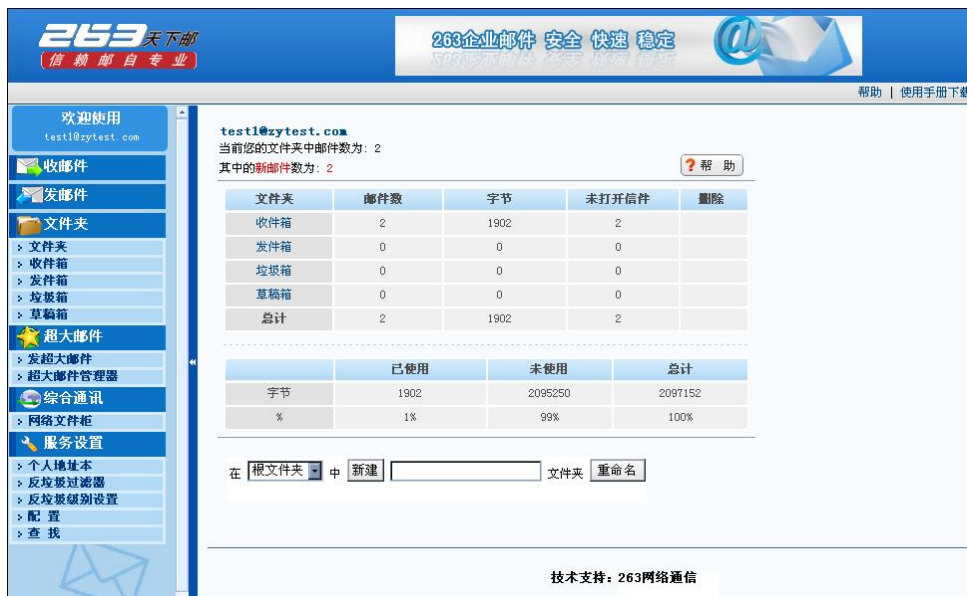 263天下邮
信赖邮自专业
263企业邮件 安全 快速 稳定
帮助 | 使用手册下载
欢迎使用
test1@zytest.com
收邮件
发邮件
文件夹
› 文件夹
› 收件箱
› 发件箱
› 垃圾箱
› 草稿箱
超大邮件
› 发超大邮件
› 超大邮件管理器
综合通讯
› 网络文件柜
服务设置
› 个人地址本
› 反垃圾过滤器
› 反垃圾级别设置
› 配 置
› 查 找
test1@zytest.com
当前您的文件夹中邮件数为: 2
其中的新邮件数为: 2
? 帮 助
文件夹 邮件数 字节 未打开信件 删除
收件箱 2 1902 2
发件箱 0 0 0
垃圾箱 0 0 0
草稿箱 0 0 0
总计 2 1902 2
已使用 未使用 总计
字节 1902 2095250 2097152
% 1% 99% 100%
在 根文件夹 中 新建 文件夹 重命名
技术支持: 263网络通信